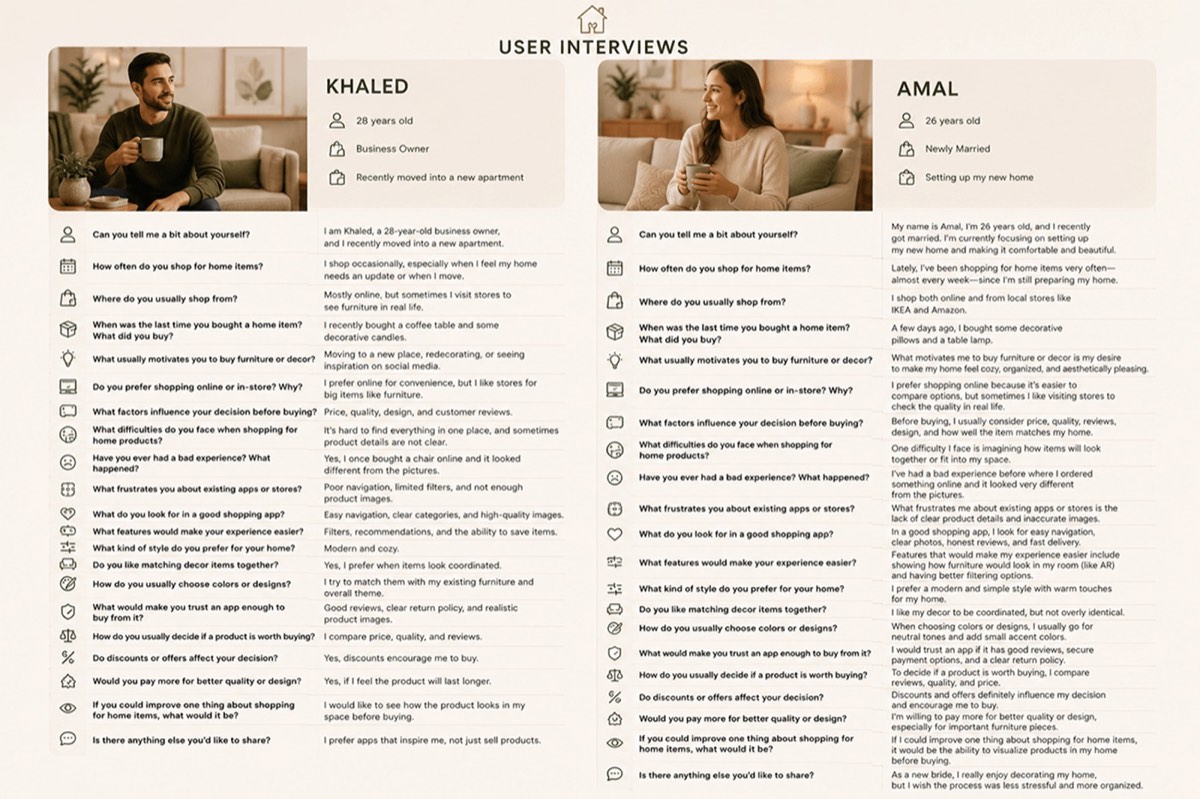 USER INTERVIEWS
KHALED
28 years old
Business Owner
Recently moved into a new apartment
Can you tell me a bit about yourself?
I am Khaled, a 28-year-old business owner,
and I recently moved into a new apartment.
How often do you shop for home items?
I shop occasionally, especially when I feel my home
needs an update or when I move.
Where do you usually shop from?
Mostly online, but sometimes I visit stores to
see furniture in real life.
When was the last time you bought a home item?
What did you buy?
I recently bought a coffee table and some
decorative candles.
What usually motivates you to buy furniture or decor?
Moving to a new place, redecorating, or seeing
inspiration on social media.
Do you prefer shopping online or in-store? Why?
I prefer online for convenience, but I like stores for
big items like furniture.
What factors influence your decision before buying?
Price, quality, design, and customer reviews.
What difficulties do you face when shopping for
home products?
It's hard to find everything in one place, and sometimes
product details are not clear.
Have you ever had a bad experience? What
happened?
Yes, I once bought a chair online and it looked
different from the pictures.
What frustrates you about existing apps or stores?
Poor navigation, limited filters, and not enough
product images.
What do you look for in a good shopping app?
Easy navigation, clear categories, and high-quality images.
What features would make your experience easier?
Filters, recommendations, and the ability to save items.
What kind of style do you prefer for your home?
Modern and cozy.
Do you like matching decor items together?
Yes, I prefer when items look coordinated.
How do you usually choose colors or designs?
I try to match them with my existing furniture and
overall theme.
What would make you trust an app enough to
buy from it?
Good reviews, clear return policy, and realistic
product images.
How do you usually decide if a product is worth buying?
I compare price, quality, and reviews.
Do discounts or offers affect your decision?
Yes, discounts encourage me to buy.
Would you pay more for better quality or design?
Yes, if I feel the product will last longer.
If you could improve one thing about shopping
for home items, what would it be?
I would like to see how the product looks in my
space before buying.
Is there anything else you'd like to share?
I prefer apps that inspire me, not just sell products.
AMAL
26 years old
Newly Married
Setting up my new home
Can you tell me a bit about yourself?
My name is Amal, I'm 26 years old, and I recently
got married. I'm currently focusing on setting up
my new home and making it comfortable and beautiful.
How often do you shop for home items?
Lately, I've been shopping for home items very often—
almost every week—since I'm still preparing my home.
Where do you usually shop from?
I shop both online and from local stores like
IKEA and Amazon.
When was the last time you bought a home item?
What did you buy?
A few days ago, I bought some decorative
pillows and a table lamp.
What usually motivates you to buy furniture or decor?
What motivates me to buy furniture or decor is my desire
to make my home feel cozy, organized, and aesthetically pleasing.
Do you prefer shopping online or in-store? Why?
I prefer shopping online because it's easier to
compare options, but sometimes I like visiting stores to
check the quality in real life.
What factors influence your decision before buying?
Before buying, I usually consider price, quality, reviews,
design, and how well the item matches my home.
What difficulties do you face when shopping for
home products?
One difficulty I face is imagining how items will look
together or fit into my space.
Have you ever had a bad experience? What happened?
I've had a bad experience before where I ordered
something online and it looked very different
from the pictures.
What frustrates you about existing apps or stores?
What frustrates me about existing apps or stores is the
lack of clear product details and inaccurate images.
What do you look for in a good shopping app?
In a good shopping app, I look for easy navigation,
clear photos, honest reviews, and fast delivery.
What features would make your experience easier?
Features that would make my experience easier include
showing how furniture would look in my room (like AR)
and having better filtering options.
What kind of style do you prefer for your home?
I prefer a modern and simple style with warm touches
for my home.
Do you like matching decor items together?
I like my decor to be coordinated, but not overly identical.
How do you usually choose colors or designs?
When choosing colors or designs, I usually go for
neutral tones and add small accent colors.
What would make you trust an app enough to buy from it?
I would trust an app if it has good reviews, secure
payment options, and a clear return policy.
How do you usually decide if a product is worth buying?
To decide if a product is worth buying, I compare
reviews, quality, and price.
Do discounts or offers affect your decision?
Discounts and offers definitely influence my decision
and encourage me to buy.
Would you pay more for better quality or design?
I'm willing to pay more for better quality or design,
especially for important furniture pieces.
If you could improve one thing about shopping for
home items, what would it be?
If I could improve one thing about shopping for home items,
it would be the ability to visualize products in my home
before buying.
Is there anything else you'd like to share?
As a new bride, I really enjoy decorating my home,
but I wish the process was less stressful and more organized.